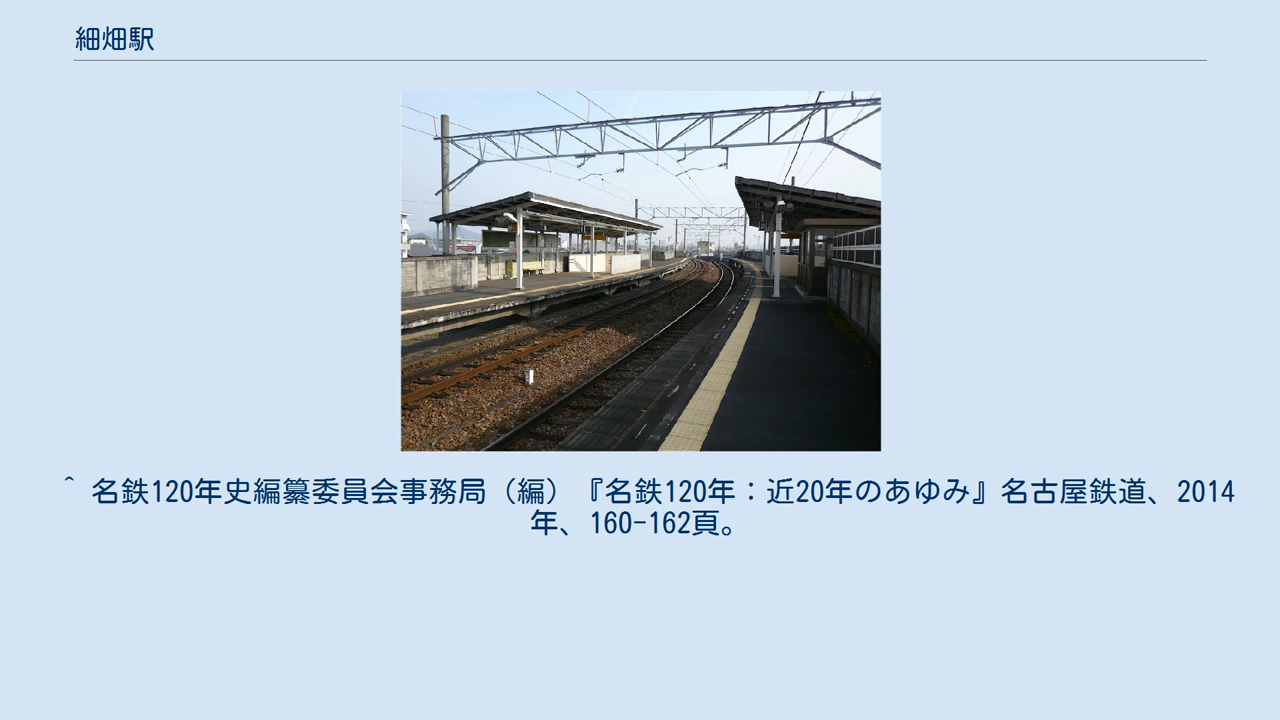 細畑駅
^ 名鉄120年史編纂委員会事務局（編）『名鉄120年：近20年のあゆみ』名古屋鉄道、2014
年、160-162頁。